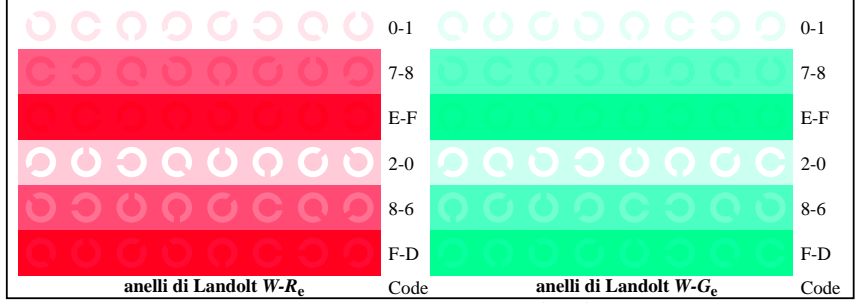 0-1 0-1
7-8 7-8
E-F E-F
2-0 2-0
8-6 8-6
F-D F-D
anelli di Landolt W-Re Code anelli di Landolt W-Ge Code